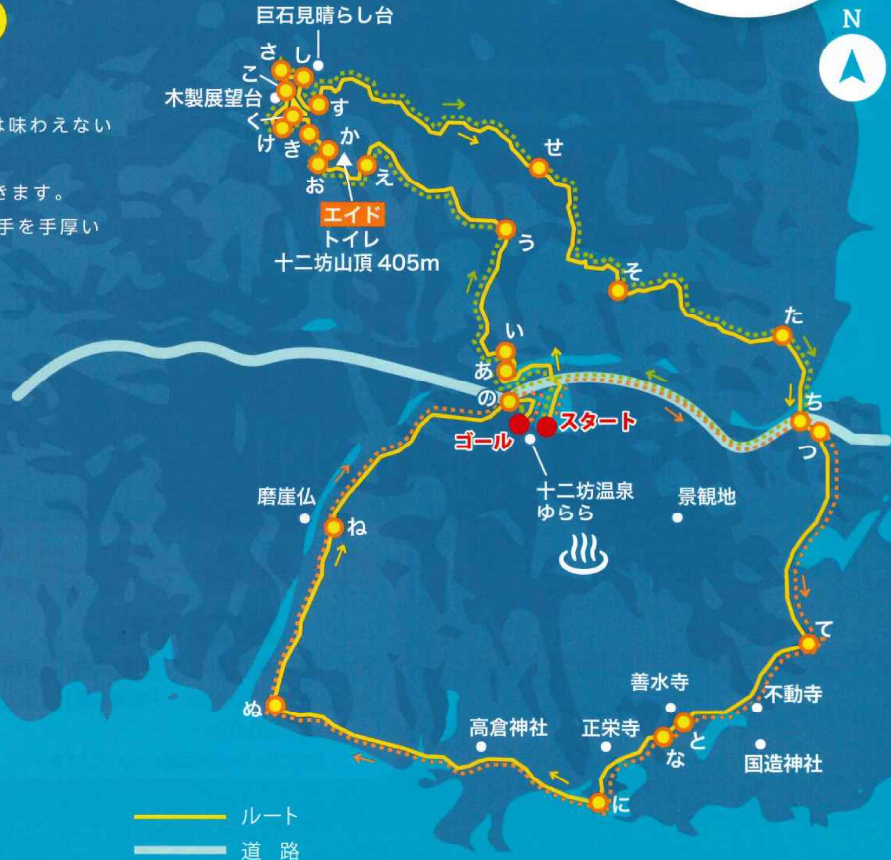 巨石見晴らし台
N
さ
し
こ
木製展望台
す
は味わえない
く
け
き
か
お
え
せ
きます。
手を手厚い
エイド
トイレ
十二坊山頂 405m
う
そ
た
い
あ
の
ち
つ
ゴール
スタート
十二坊温泉
ゆらら
景観地
磨崖仏
ね
て
善水寺
不動寺
ぬ
高倉神社
正栄寺
と
な
国造神社
に
ルート
道 路